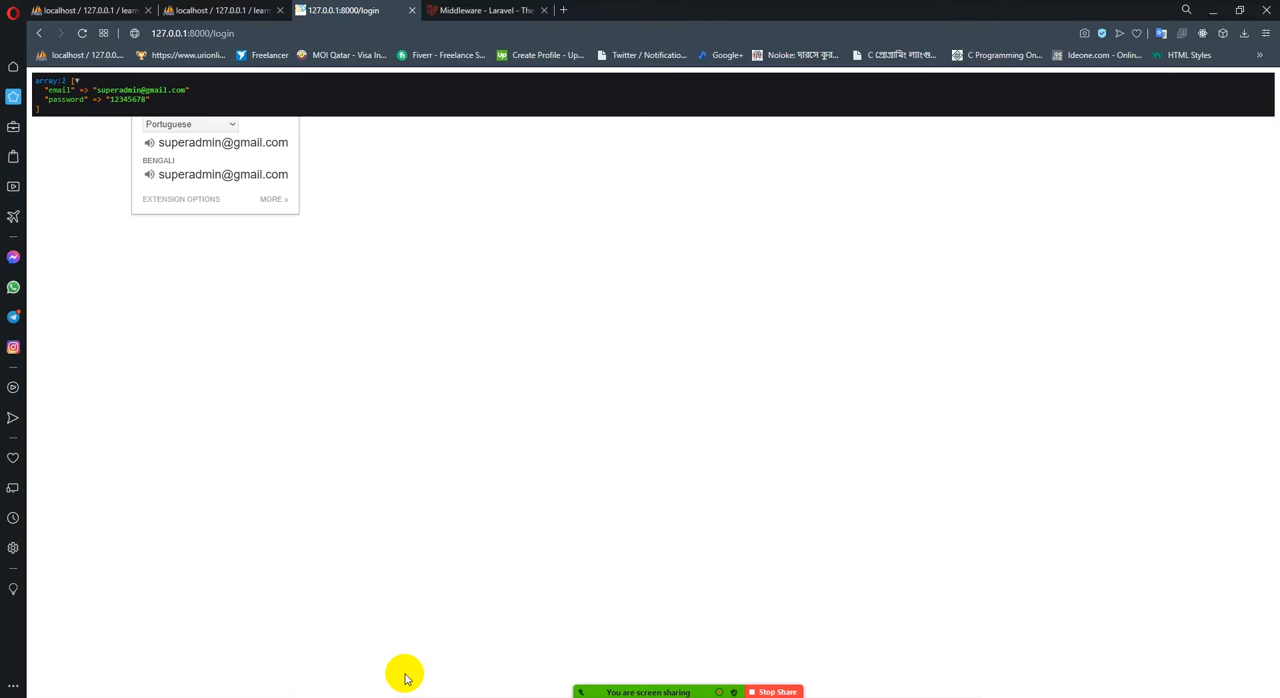 localhost / 127.0.0.1 / learn
localhost / 127.0.0.1 / learn
127.0.0.1:8000/login
Middleware - Laravel - The
127.0.0.1:8000/login
localhost / 127.0.0....
https://www.urionli...
Freelancer
MOI Qatar - Visa In...
Fiverr - Freelance S...
Create Profile - Up...
Twitter / Notificatio...
Google+
Noloke: দ্যারসে কুর...
C প্রোগ্রামিং ল্যাংগু...
C Programming On...
Ideone.com - Onlin...
HTML Styles
»
array:2 [▼
"email" => "superadmin@gmail.com"
"password" => "12345678"
]
Portuguese
superadmin@gmail.com
BENGALI
superadmin@gmail.com
EXTENSION OPTIONS
MORE »
You are screen sharing
Stop Share